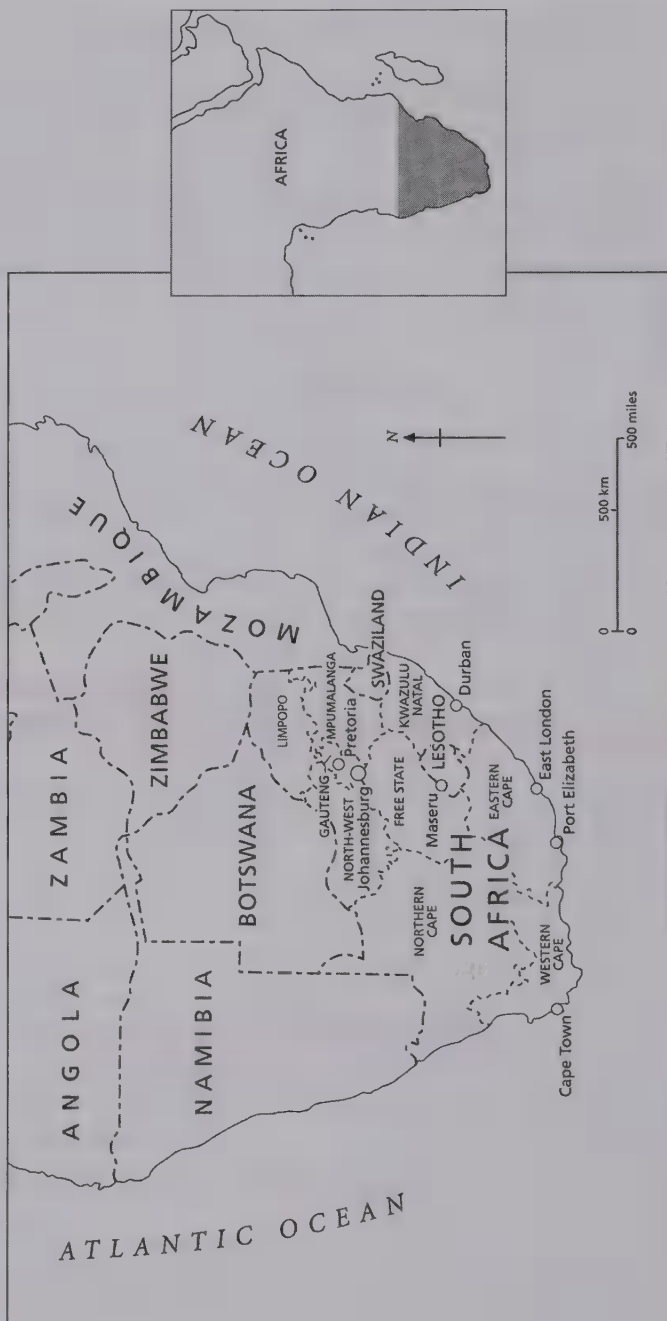 AFRICA
ATLANTIC OCEAN
INDIAN OCEAN
ANGOLA
ZAMBIA
NAMIBIA
ZIMBABWE
MOZAMBIQUE
BOTSWANA
LIMPOPO
GAUTENG
MPUMALANGA
Pretoria
NORTH-WEST
Johannesburg
SWAZILAND
FREE STATE
KWAZULU
NATAL
Maseru
LESOTHO
Durban
NORTHERN
CAPE
SOUTH
AFRICA
EASTERN
CAPE
East London
Port Elizabeth
WESTERN
CAPE
Cape Town
N
0
500 km
0
500 miles